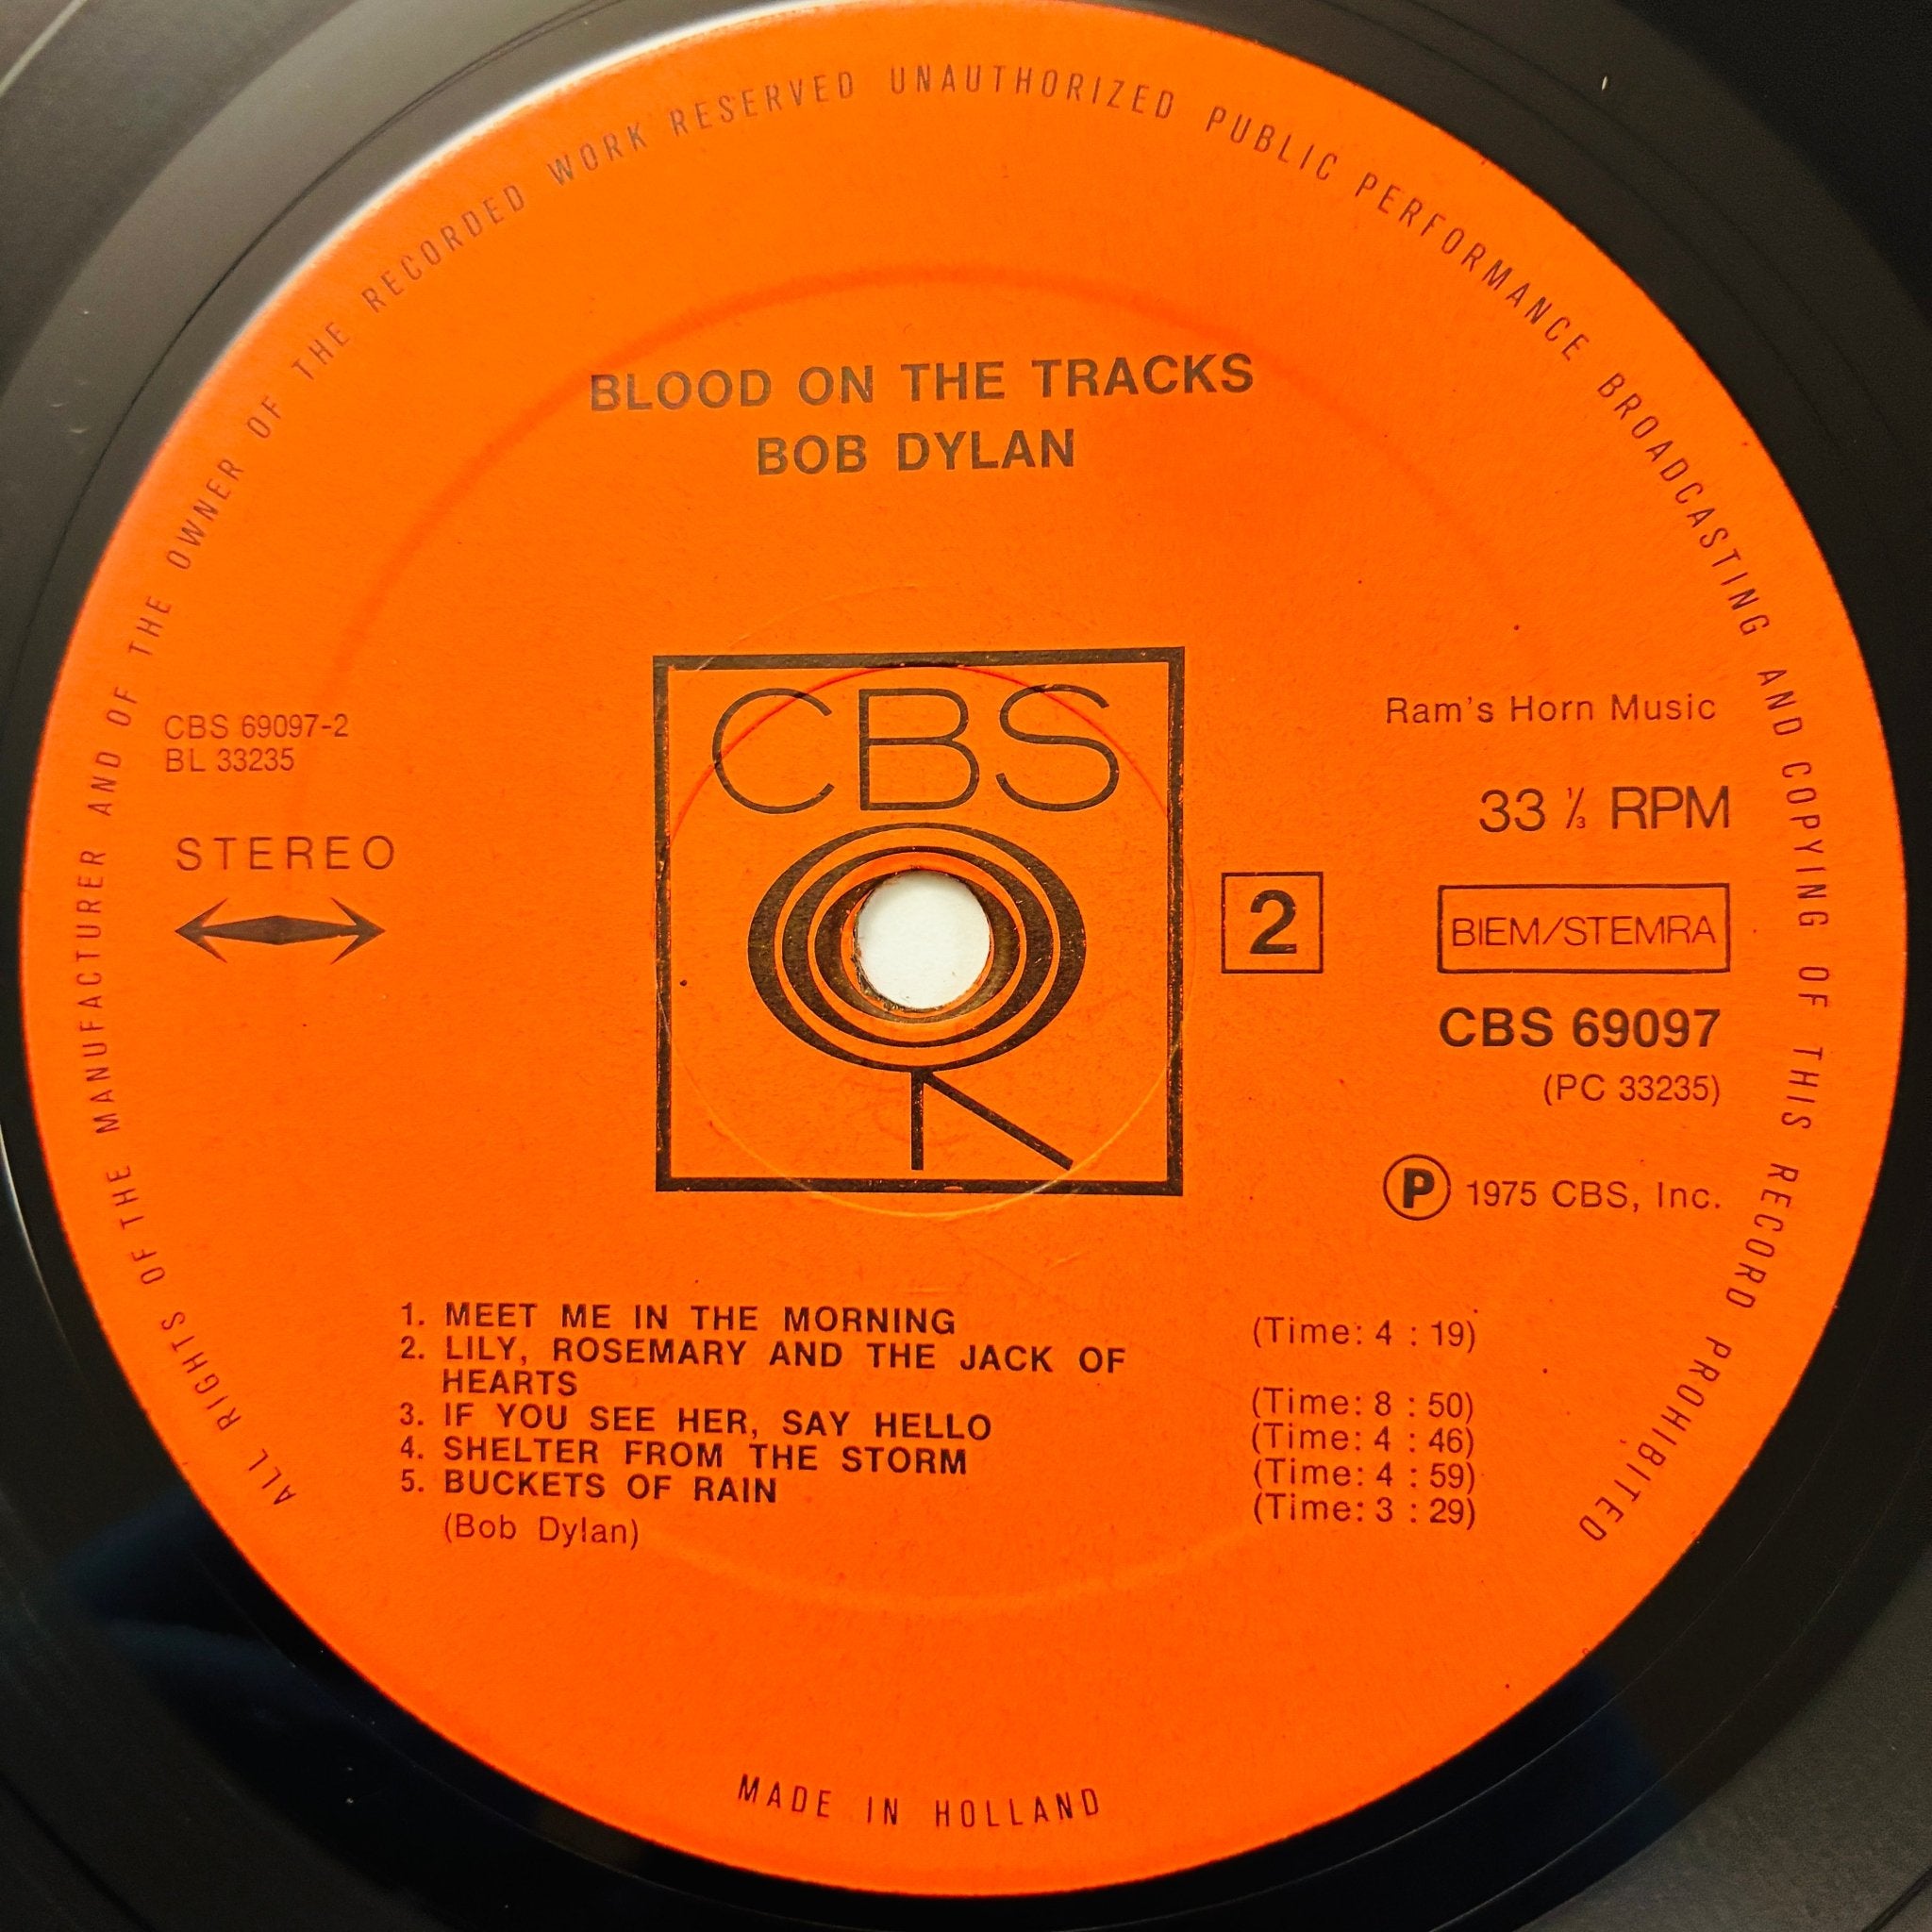 ALL RIGHTS OF THE MANUFACTURER AND OF THE OWNER OF THE RECORDED WORK RESERVED UNAUTHORIZED PUBLIC PERFORMANCE BROADCASTING AND COPYING OF THIS RECORD PROHIBITED
BLOOD ON THE TRACKS
BOB DYLAN
CBS
CBS 69097-2
BL 33235
STEREO
Ram's Horn Music
33 1/3 RPM
2
BIEM/STEMRA
CBS 69097
(PC 33235)
Ⓟ 1975 CBS, Inc.
1. MEET ME IN THE MORNING (Time: 4 : 19)
2. LILY, ROSEMARY AND THE JACK OF
HEARTS (Time: 8 : 50)
3. IF YOU SEE HER, SAY HELLO (Time: 4 : 46)
4. SHELTER FROM THE STORM (Time: 4 : 59)
5. BUCKETS OF RAIN (Time: 3 : 29)
(Bob Dylan)
MADE IN HOLLAND